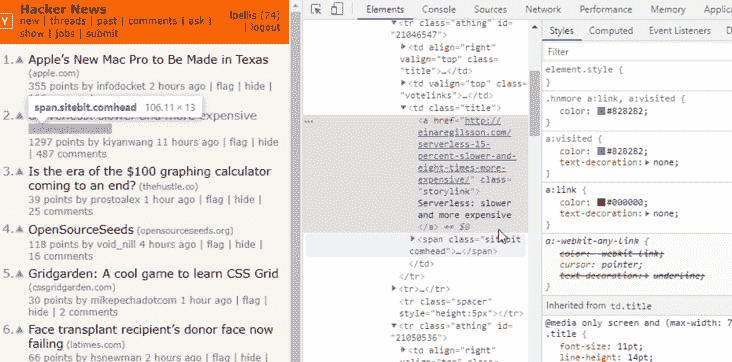 Hacker News
Y
new | threads | past | comments | ask |
show | jobs | submit
lpellis (74)
| logout
1. Apple's New Mac Pro to Be Made in Texas
(apple.com)
355 points by infodocket 2 hours ago | flag | hide
span.sitebit.comhead 106.11 × 13
2. slower and more expensive
1297 points by kiyanwang 11 hours ago | flag | hide
| 487 comments
3. Is the era of the $100 graphing calculator
coming to an end? (thehustle.co)
39 points by prostoalex 1 hour ago | flag | hide |
25 comments
4. OpenSourceSeeds (opensourceseeds.org)
118 points by void_nill 4 hours ago | flag | hide
| 16 comments
5. Gridgarden: A cool game to learn CSS Grid
(cssgridgarden.com)
30 points by mikepechadotcom 1 hour ago | flag |
hide | 2 comments
6. Face transplant recipient's donor face now
failing (latimes.com)
66 points by hsnewman 2 hours ago | flag | hide |
Elements Console Sources Network Performance Memory
<tr class="athing" id=
"21046547">
<td align="right"
valign="top" class=
"title">…</td>
<td valign="top" class=
"votelinks">…</td>
<td class="title">
…
<a href="http://
einaregilsson.com/
serverless-15-
percent-slower-and-
eight-times-more-
expensive/" class=
"storylink">
Serverless: slower
and more expensive
</a> == $0
<span class="sitebit
comhead">…</span>
</td>
</tr>
<tr>…</tr>
<tr class="spacer"
style="height:5px"></tr>
<tr class="athing" id=
"21050536">
<td align="right"
valign="top" class=
Styles Computed Event Listeners
Filter
element.style {
}
.hnmore a:link, a:visited {
color: #828282;
}
a:visited {
color: #828282;
text-decoration: none;
}
a:link {
color: #000000;
text-decoration: none;
}
a:-webkit-any-link {
color: -webkit-link;
cursor: pointer;
text-decoration: underline;
}
Inherited from td.title
@media only screen and (max-width: 7
.title {
font-size: 11pt;
line-height: 14pt;